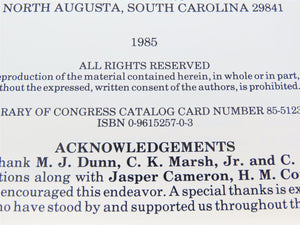 NORTH AUGUSTA, SOUTH CAROLINA 29841
1985
ALL RIGHTS RESERVED
eproduction of the material contained herein, in whole or in part,
thout the expressed, written consent of the authors, is prohibited.
RARY OF CONGRESS CATALOG CARD NUMBER 85-5123
ISBN 0-9615257-0-3
ACKNOWLEDGEMENTS
hank M. J. Dunn, C. K. Marsh, Jr. and C.
tions along with Jasper Cameron, H. M. Co
encouraged this endeavor. A special thanks is ex
ho have stood by and supported us throughout th